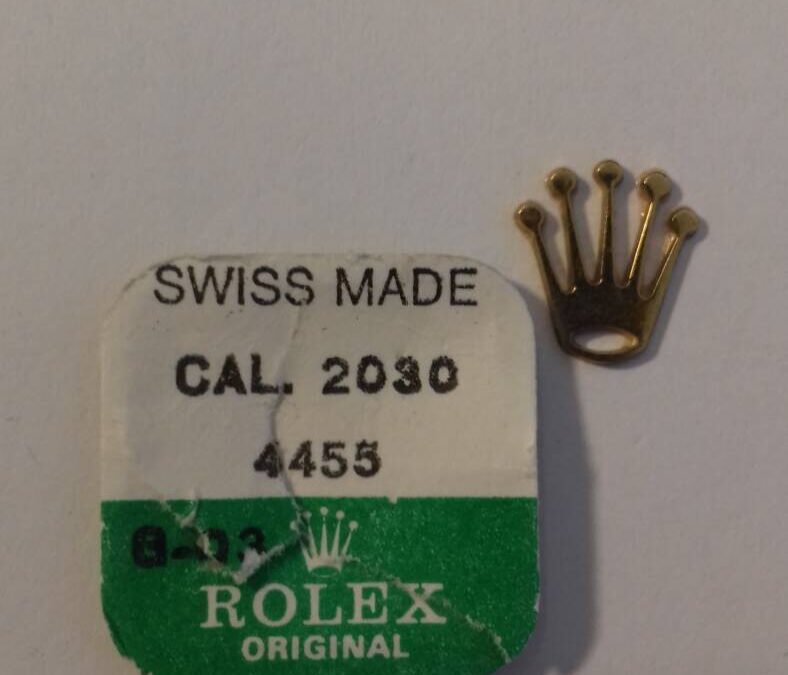 SWISS MADE
CAL. 2030
4455
ROLEX
ORIGINAL